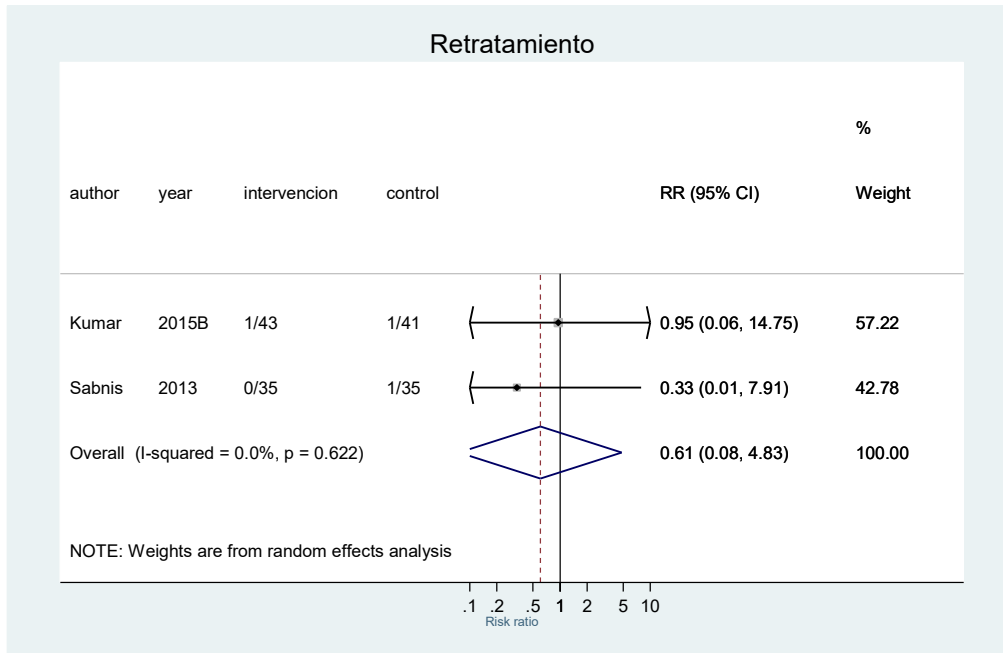 Retratamiento
%
author year intervencion control RR (95% CI) Weight
Kumar 2015B 1/43 1/41 0.95 (0.06, 14.75) 57.22
Sabnis 2013 0/35 1/35 0.33 (0.01, 7.91) 42.78
Overall (I-squared = 0.0%, p = 0.622) 0.61 (0.08, 4.83) 100.00
NOTE: Weights are from random effects analysis
.1 .2 .5 1 2 5 10
Risk ratio